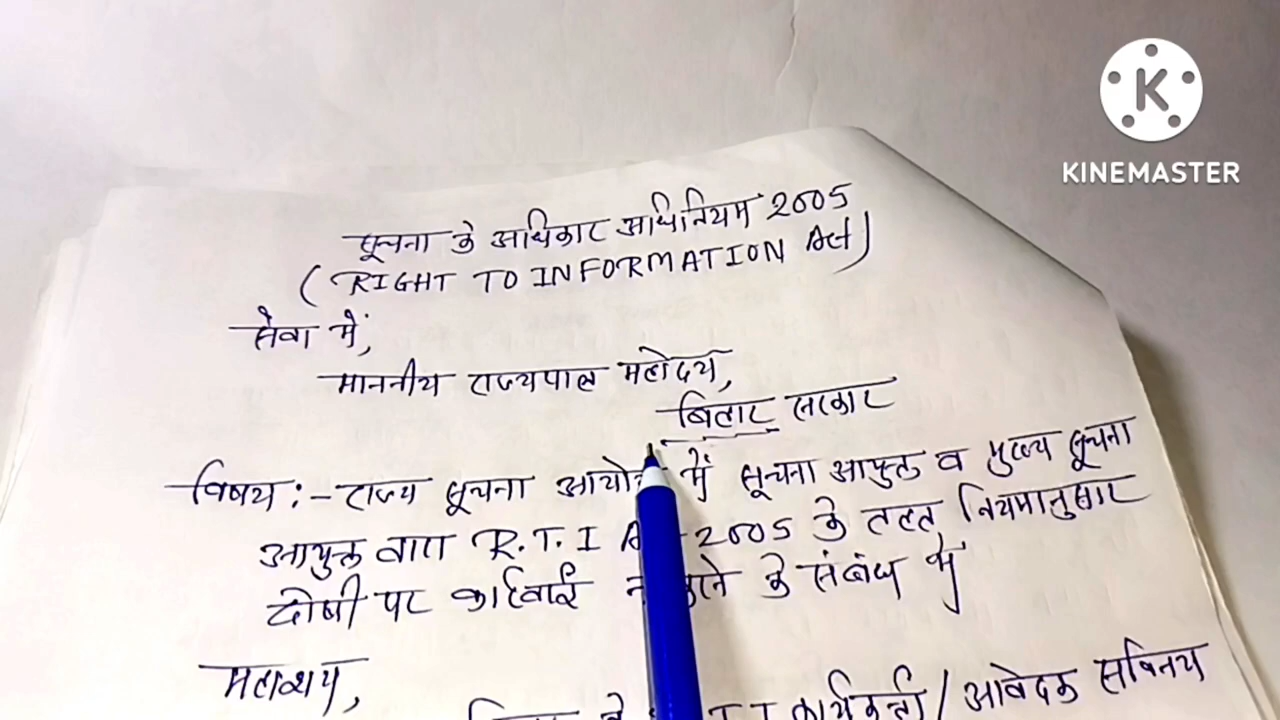 सूचना के अधिकार अधिनियम 2005
(RIGHT TO INFORMATION Act)
सेवा में,
माननीय राज्यपाल महोदय,
बिहार सरकार
विषय :- राज्य सूचना आयोग में सूचना आयुक्त व मुख्य सूचना
आयुक्त द्वारा R.T.I 2005 के तहत नियमानुसार
दोषी पर कार्रवाई के संबंध में
महाशय,
कार्यकर्ता / आवेदक सविनय
K
KINEMASTER